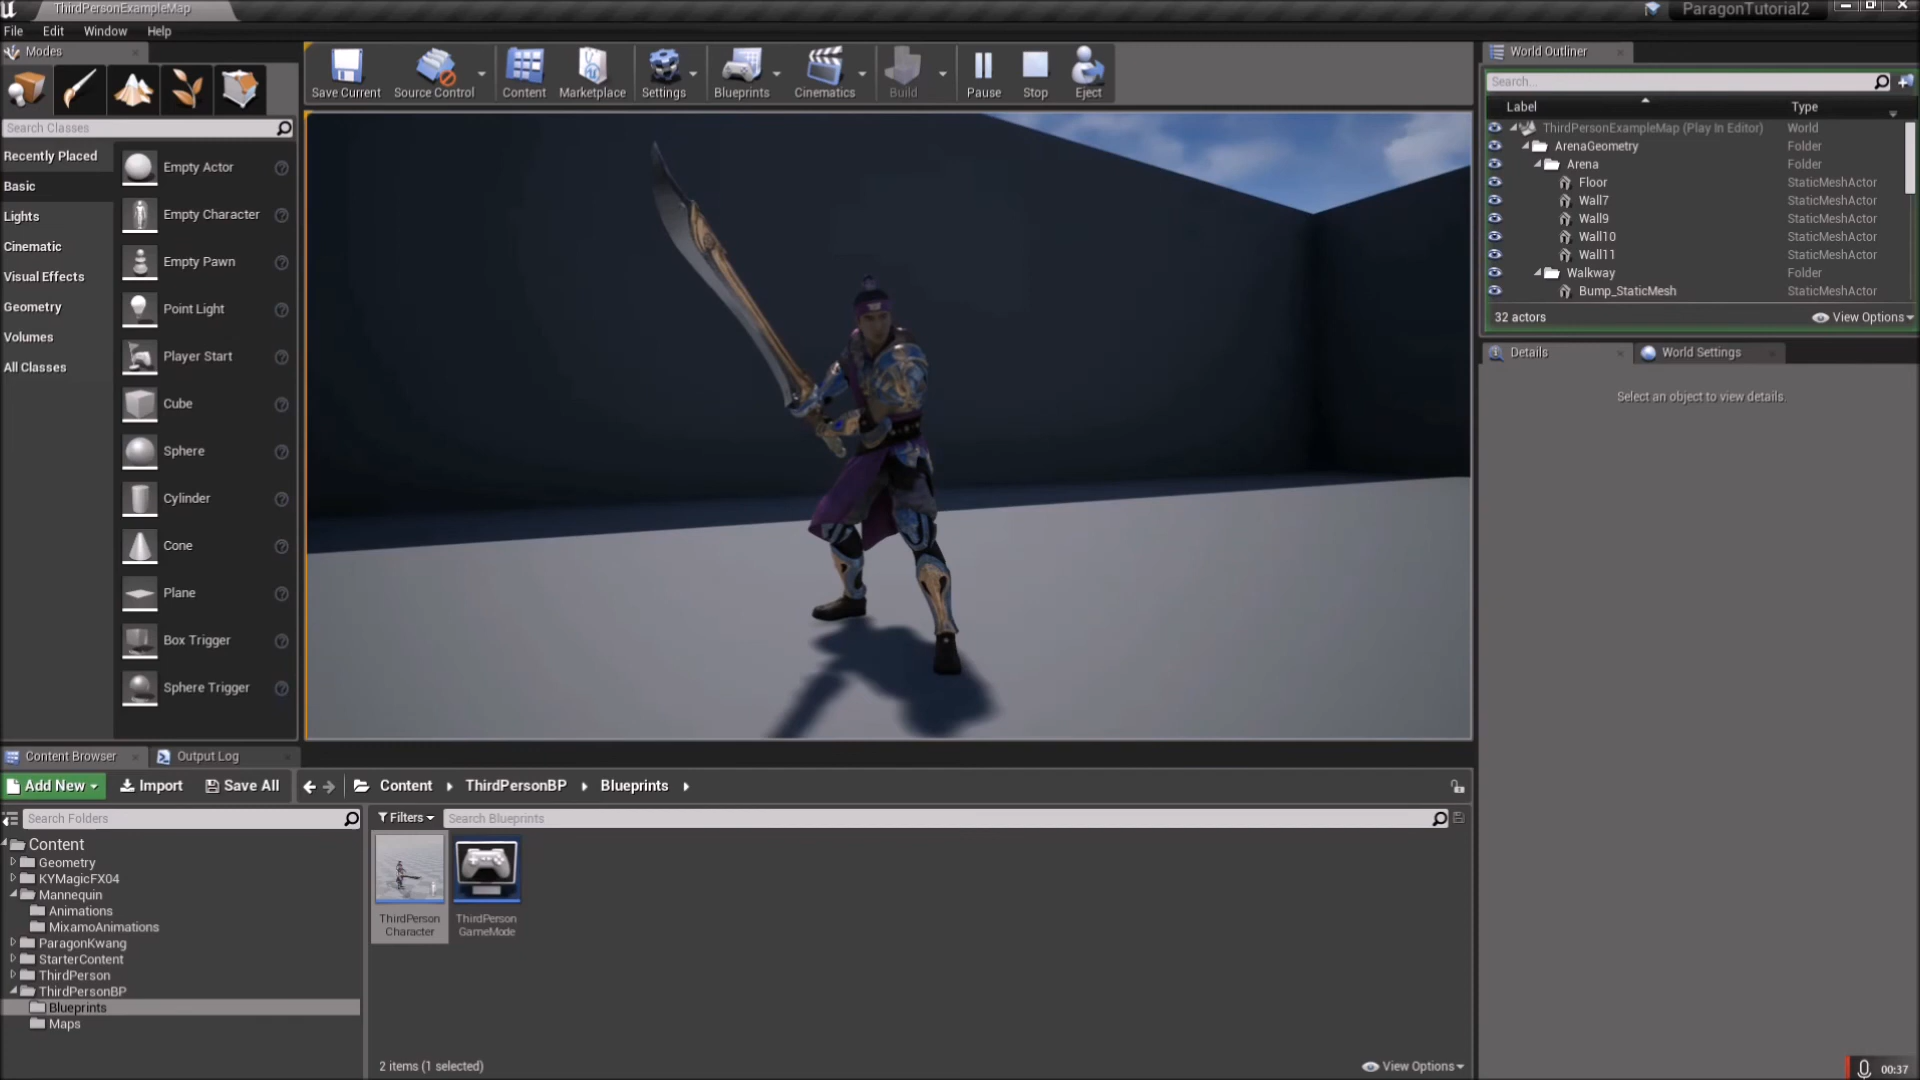 ThirdPersonExampleMap
ParagonTutorial2
File Edit Window Help
Modes
Save Current
Source Control
Content
Marketplace
Settings
Blueprints
Cinematics
Build
Pause
Stop
Eject
World Outliner
Search Classes
Recently Placed
Basic
Lights
Cinematic
Visual Effects
Geometry
Volumes
All Classes
Empty Actor
Empty Character
Empty Pawn
Point Light
Player Start
Cube
Sphere
Cylinder
Cone
Plane
Box Trigger
Sphere Trigger
Search...
Label Type
ThirdPersonExampleMap (Play In Editor) World
ArenaGeometry Folder
Arena Folder
Floor StaticMeshActor
Wall7 StaticMeshActor
Wall9 StaticMeshActor
Wall10 StaticMeshActor
Wall11 StaticMeshActor
Walkway Folder
Bump_StaticMesh StaticMeshActor
32 actors View Options
Details World Settings
Select an object to view details.
Content Browser Output Log
Add New Import Save All Content ThirdPersonBP Blueprints
Search Folders
Filters Search Blueprints
Content
Geometry
KYMagicFX04
Mannequin
Animations
MixamoAnimations
ParagonKwang
StarterContent
ThirdPerson
ThirdPersonBP
Blueprints
Maps
ThirdPerson
Character
ThirdPerson
GameMode
2 items (1 selected) View Options
00:37